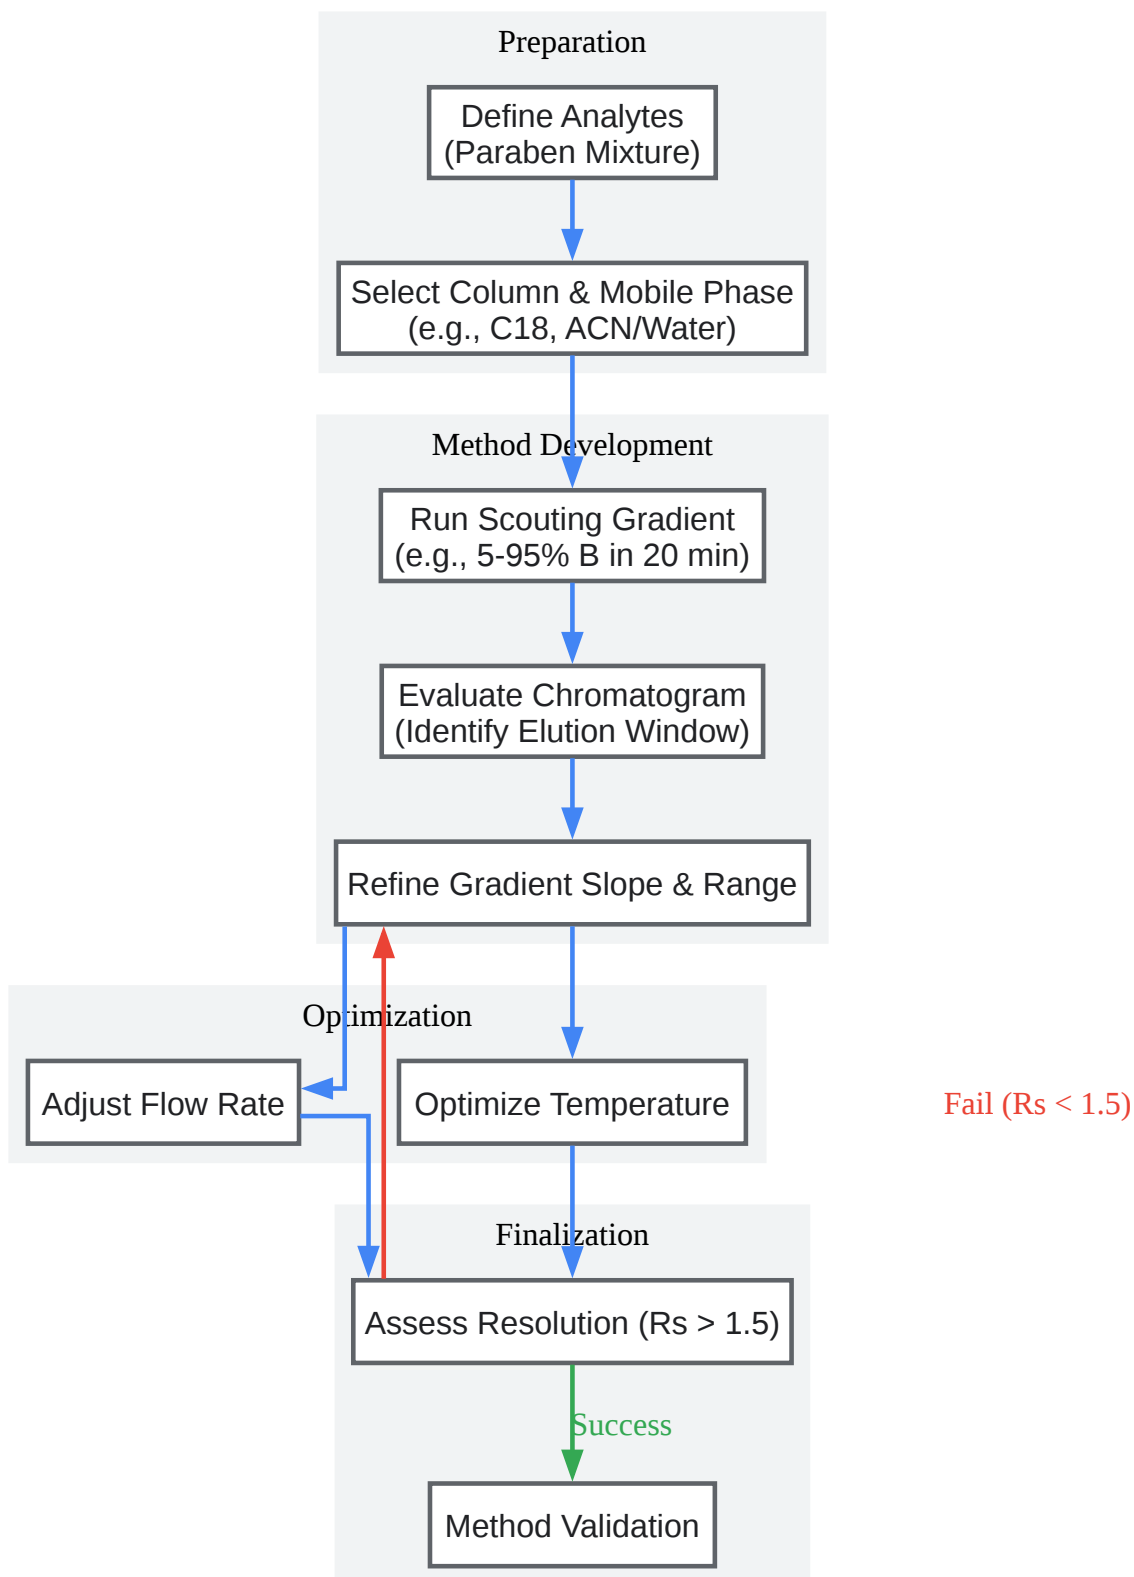 Preparation
Define Analytes
(Paraben Mixture)
Select Column & Mobile Phase
(e.g., C18, ACN/Water)
Method Development
Run Scouting Gradient
(e.g., 5-95% B in 20 min)
Evaluate Chromatogram
(Identify Elution Window)
Refine Gradient Slope & Range
Optimization
Adjust Flow Rate
Optimize Temperature
Fail (Rs < 1.5)
Finalization
Assess Resolution (Rs > 1.5)
Success
Method Validation